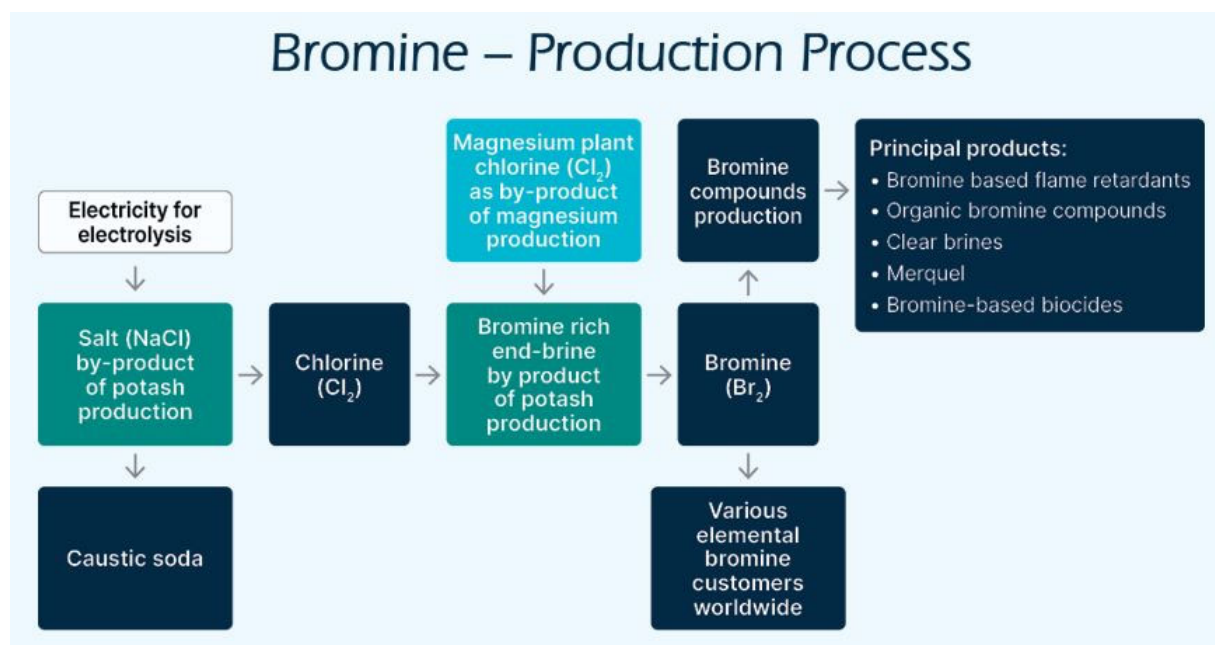 Bromine – Production Process
Electricity for
electrolysis
Salt (NaCl)
by-product
of potash
production
Caustic soda
Chlorine
(Cl₂)
Magnesium plant
chlorine (Cl₂)
as by-product
of magnesium
production
Bromine rich
end-brine
by product
of potash
production
Bromine
compounds
production
Bromine
(Br₂)
Various
elemental
bromine
customers
worldwide
Principal products:
• Bromine based flame retardants
• Organic bromine compounds
• Clear brines
• Merquel
• Bromine-based biocides